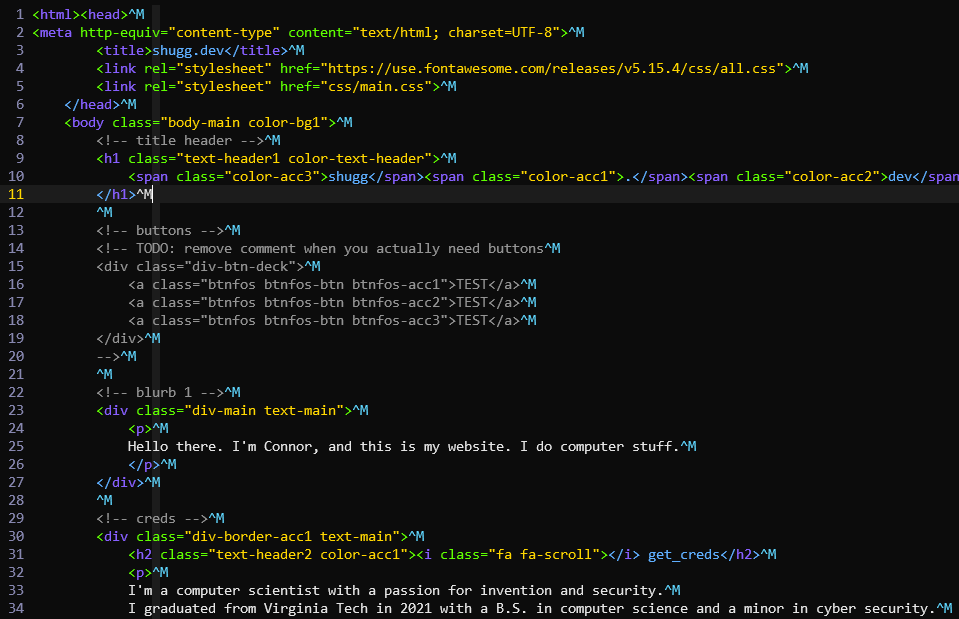 1 <html><head>^M
2 <meta http-equiv="content-type" content="text/html; charset=UTF-8">^M
3         <title>shugg.dev</title>^M
4         <link rel="stylesheet" href="https://use.fontawesome.com/releases/v5.15.4/css/all.css">^M
5         <link rel="stylesheet" href="css/main.css">^M
6     </head>^M
7     <body class="body-main color-bg1">^M
8         <!-- title header -->^M
9         <h1 class="text-header1 color-text-header">^M
10             <span class="color-acc3">shugg</span><span class="color-acc1">.</span><span class="color-acc2">dev</span
11         </h1>^M
12         ^M
13         <!-- buttons -->^M
14         <!-- TODO: remove comment when you actually need buttons^M
15         <div class="div-btn-deck">^M
16             <a class="btnfos btnfos-btn btnfos-acc1">TEST</a>^M
17             <a class="btnfos btnfos-btn btnfos-acc2">TEST</a>^M
18             <a class="btnfos btnfos-btn btnfos-acc3">TEST</a>^M
19         </div>^M
20         -->^M
21         ^M
22         <!-- blurb 1 -->^M
23         <div class="div-main text-main">^M
24             <p>^M
25             Hello there. I'm Connor, and this is my website. I do computer stuff.^M
26             </p>^M
27         </div>^M
28         ^M
29         <!-- creds -->^M
30         <div class="div-border-acc1 text-main">^M
31             <h2 class="text-header2 color-acc1"><i class="fa fa-scroll"></i> get_creds</h2>^M
32             <p>^M
33             I'm a computer scientist with a passion for invention and security.^M
34             I graduated from Virginia Tech in 2021 with a B.S. in computer science and a minor in cyber security.^M